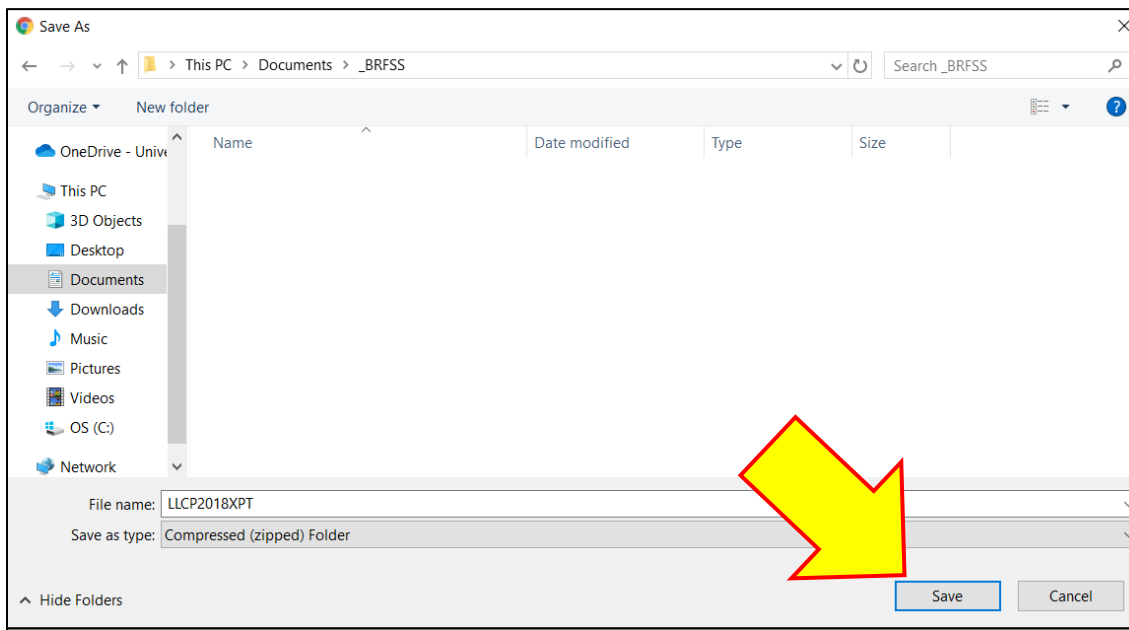 Save As
This PC > Documents > _BRFSS
Search _BRFSS
Organize
New folder
?
Name
Date modified
Type
Size
OneDrive - Unive
This PC
3D Objects
Desktop
Documents
Downloads
Music
Pictures
Videos
OS (C:)
Network
File name: LLCP2018XPT
Save as type: Compressed (zipped) Folder
Hide Folders
Save
Cancel